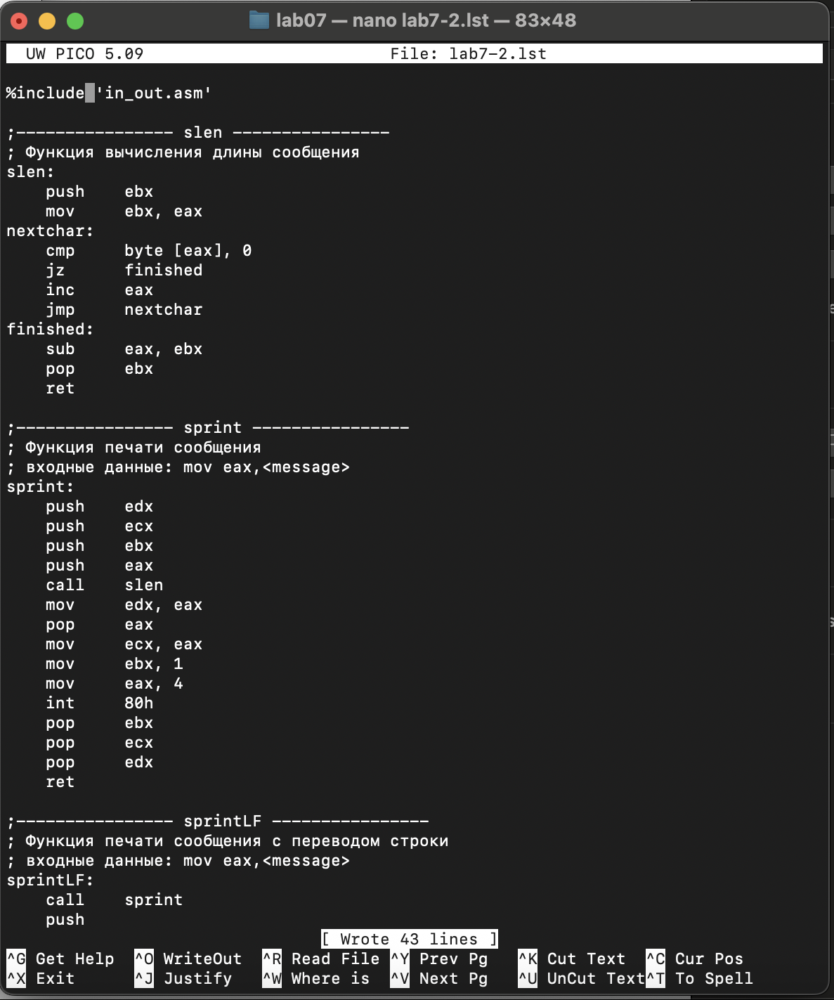 lab07 — nano lab7-2.lst — 83×48
UW PICO 5.09 File: lab7-2.lst
%include 'in_out.asm'
;---------------- slen ----------------
; Функция вычисления длины сообщения
slen:
push ebx
mov ebx, eax
nextchar:
cmp byte [eax], 0
jz finished
inc eax
jmp nextchar
finished:
sub eax, ebx
pop ebx
ret
;---------------- sprint ----------------
; Функция печати сообщения
; входные данные: mov eax,<message>
sprint:
push edx
push ecx
push ebx
push eax
call slen
mov edx, eax
pop eax
mov ecx, eax
mov ebx, 1
mov eax, 4
int 80h
pop ebx
pop ecx
pop edx
ret
;---------------- sprintLF ----------------
; Функция печати сообщения с переводом строки
; входные данные: mov eax,<message>
sprintLF:
call sprint
push
[ Wrote 43 lines ]
^G Get Help ^O WriteOut ^R Read File ^Y Prev Pg ^K Cut Text ^C Cur Pos
^X Exit ^J Justify ^W Where is ^V Next Pg ^U UnCut Text ^T To Spell